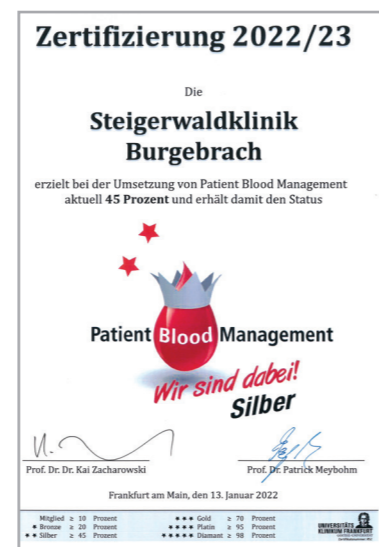 Zertifizierung 2022/23
Die
Steigerwaldklinik
Burgebrach
erzielt bei der Umsetzung von Patient Blood Management
aktuell 45 Prozent und erhält damit den Status
Patient Blood Management
Wir sind dabei!
Silber
Prof. Dr. Dr. Kai Zacharowski
Prof. Dr. Patrick Meybohm
Frankfurt am Main, den 13. Januar 2022
Mitglied ≥ 10 Prozent
★ Bronze ≥ 20 Prozent
★★ Silber ≥ 45 Prozent
★★★ Gold ≥ 70 Prozent
★★★★ Platin ≥ 95 Prozent
★★★★★ Diamant ≥ 98 Prozent
UNIVERSITÄTS
KLINIKUM FRANKFURT